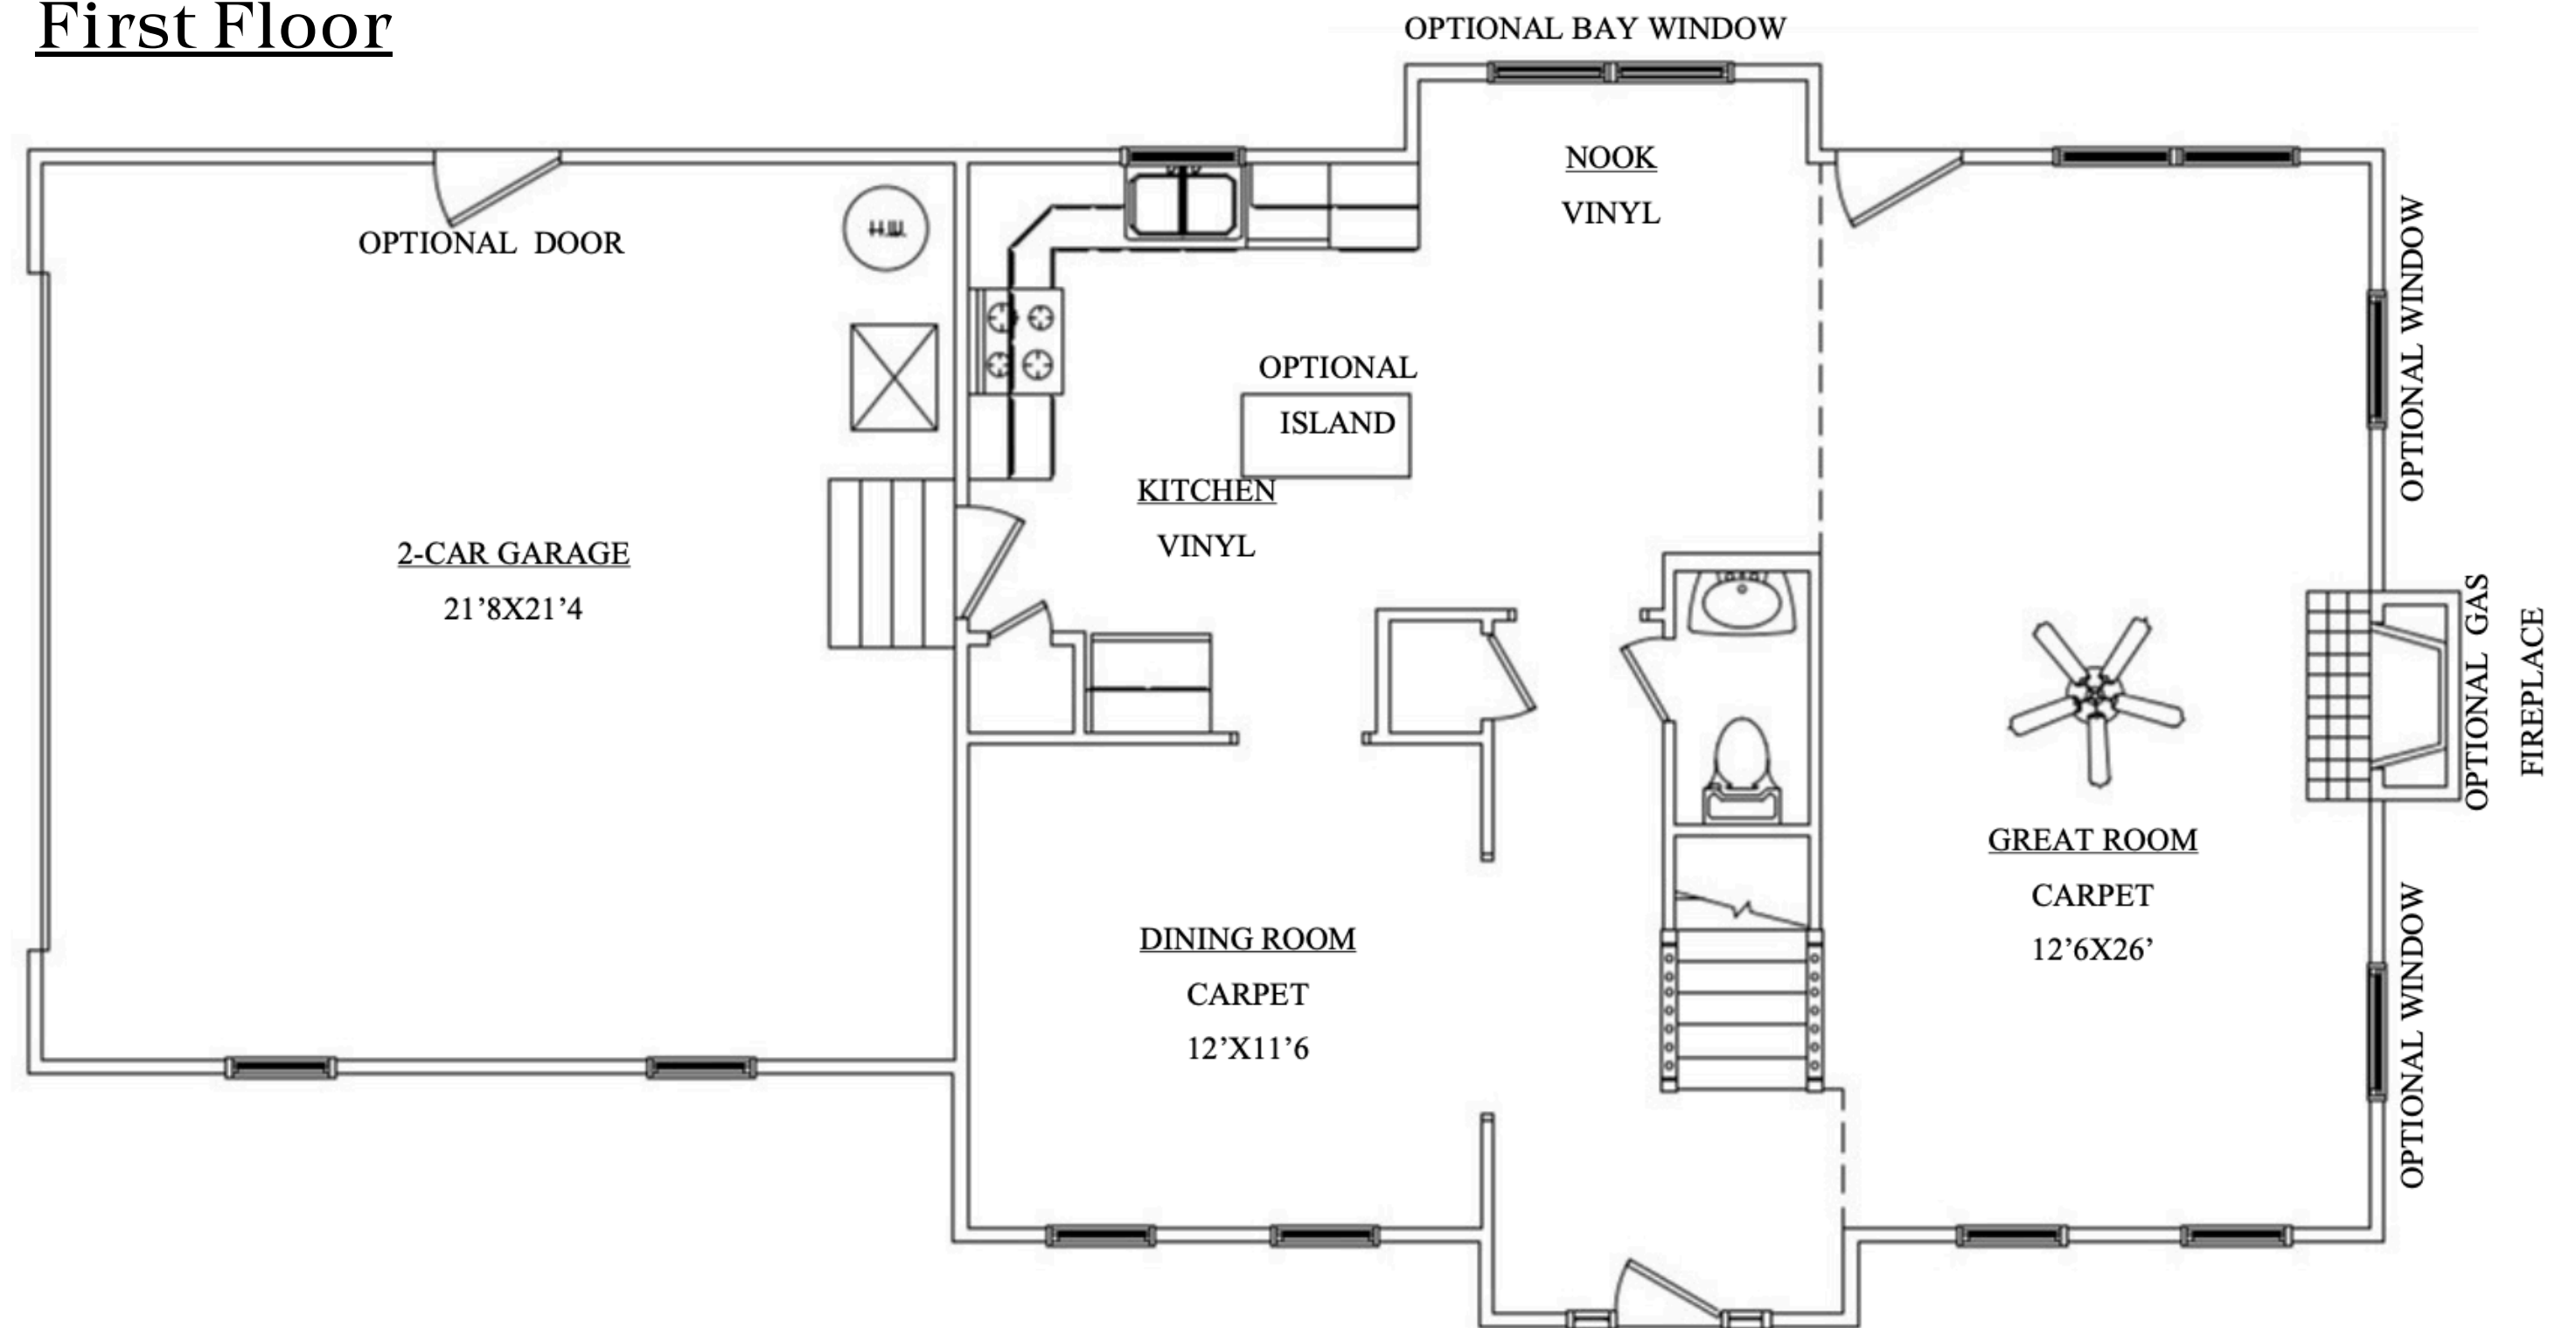 First Floor
OPTIONAL BAY WINDOW
NOOK
VINYL
OPTIONAL DOOR
H.W.
OPTIONAL
ISLAND
KITCHEN
VINYL
2-CAR GARAGE
21’8X21’4
OPTIONAL WINDOW
OPTIONAL GAS
FIREPLACE
GREAT ROOM
CARPET
12’6X26’
DINING ROOM
CARPET
12’X11’6
OPTIONAL WINDOW